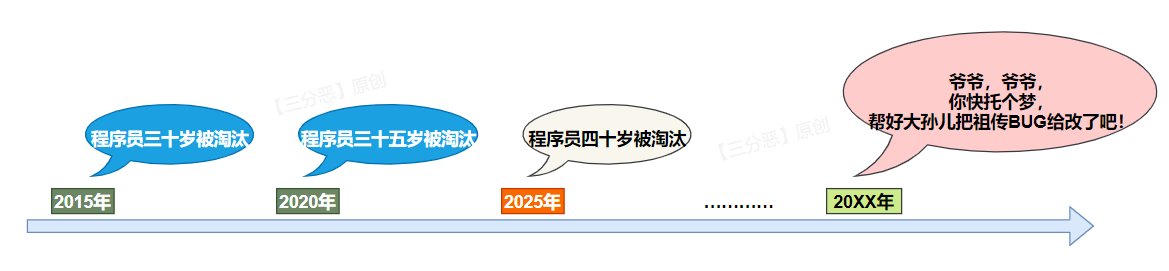 【三分恶】原创
【三分恶】原创
程序员三十岁被淘汰
程序员三十五岁被淘汰
程序员四十岁被淘汰
爷爷，爷爷，
你快托个梦，
帮好大孙儿把祖传BUG给改了吧！
2015年
2020年
2025年
…………
20XX年